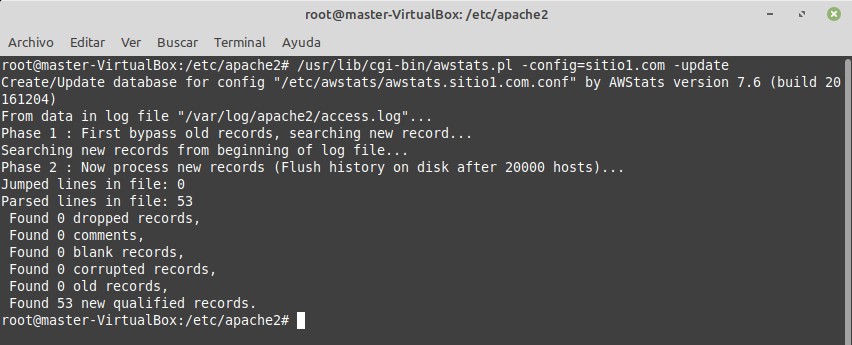 root@master-VirtualBox: /etc/apache2
Archivo Editar Ver Buscar Terminal Ayuda
root@master-VirtualBox:/etc/apache2# /usr/lib/cgi-bin/awstats.pl -config=sitio1.com -update
Create/Update database for config "/etc/awstats/awstats.sitio1.com.conf" by AWStats version 7.6 (build 20
161204)
From data in log file "/var/log/apache2/access.log"...
Phase 1 : First bypass old records, searching new record...
Searching new records from beginning of log file...
Phase 2 : Now process new records (Flush history on disk after 20000 hosts)...
Jumped lines in file: 0
Parsed lines in file: 53
 Found 0 dropped records,
 Found 0 comments,
 Found 0 blank records,
 Found 0 corrupted records,
 Found 0 old records,
 Found 53 new qualified records.
root@master-VirtualBox:/etc/apache2#